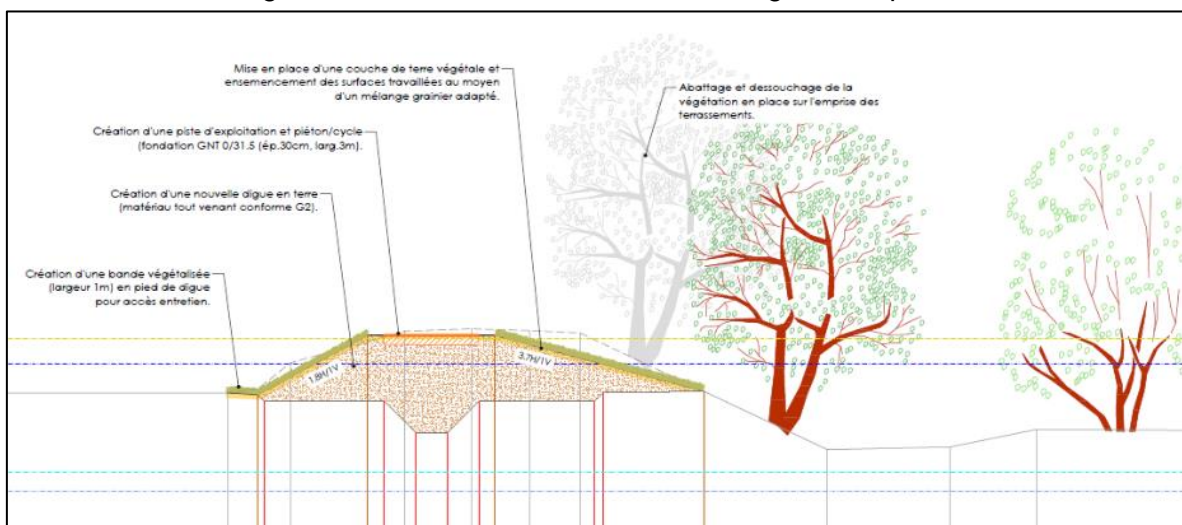 Mise en place d'une couche de terre végétale et
ensemencement des surfaces travaillées au moyen
d'un mélange grainier adapté.
Abattage et dessouchage de la
végétation en place sur l'emprise des
terrassements.
Création d'une piste d'exploitation et piéton/cycle
(fondation GNT 0/31.5 (ép.30cm, larg.3m).
Création d'une nouvelle digue en terre
(matériau tout venant conforme G2).
Création d'une bande végétalisée
(largeur 1m) en pied de digue
pour accès entretien.
1.8H/1V
3.7H/1V